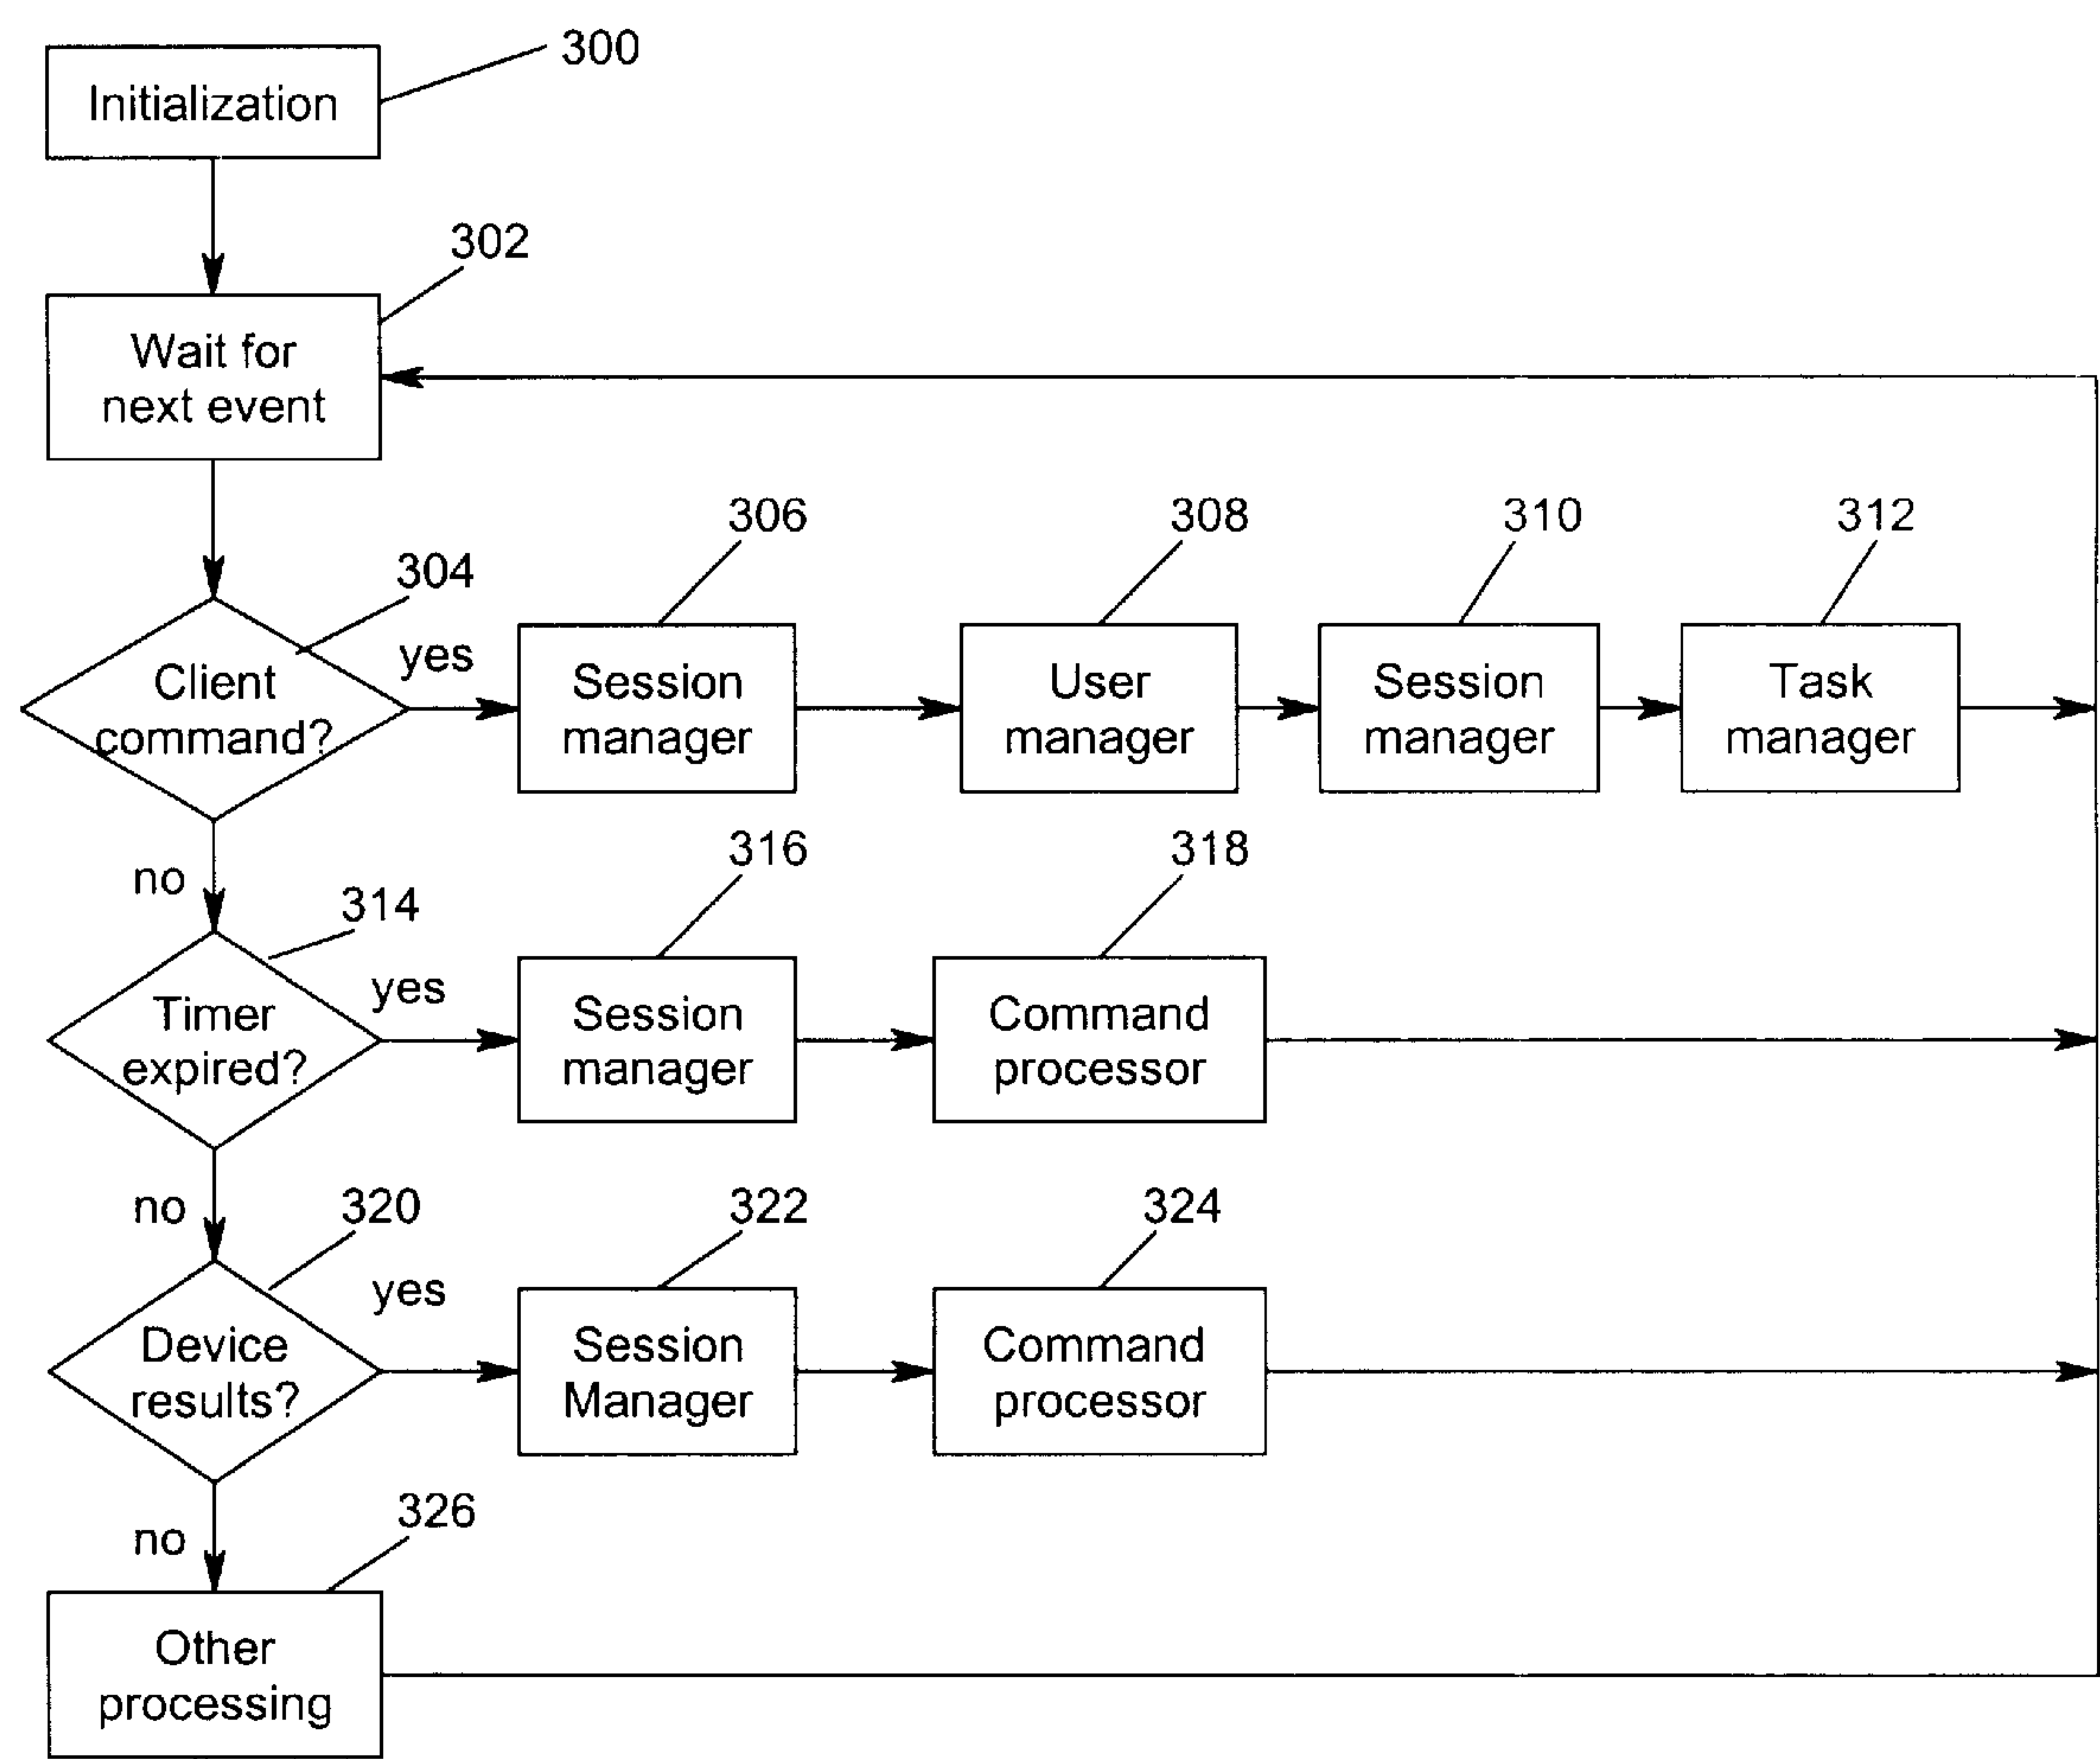 300
Initialization
302
Wait for
next event
304
306
308
310
312
Client
command?
yes
Session
manager
User
manager
Session
manager
Task
manager
no
314
316
318
Timer
expired?
yes
Session
manager
Command
processor
no
320
322
324
Device
results?
yes
Session
Manager
Command
processor
no
326
Other
processing